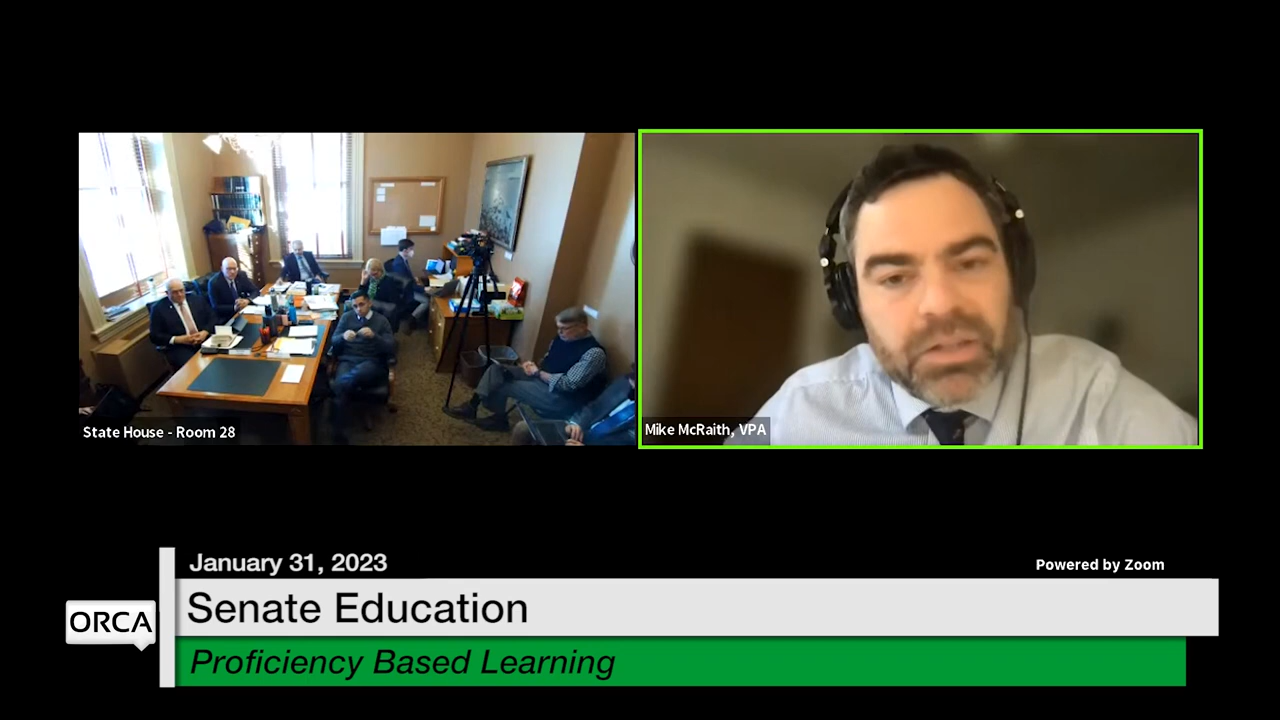 State House - Room 28
Mike McRaith, VPA
January 31, 2023
Powered by Zoom
Senate Education
ORCA
Proficiency Based Learning